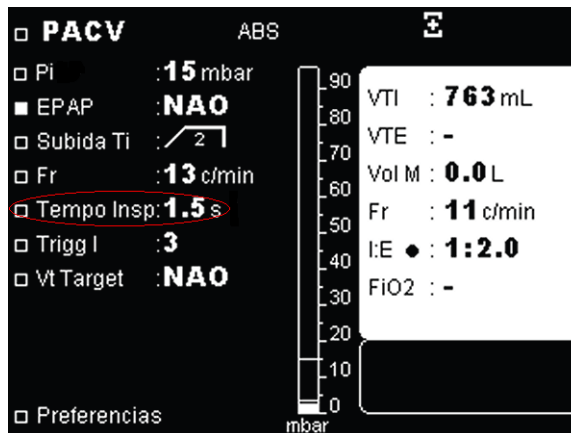 PACV ABS
Pi :15 mbar
EPAP :NAO
Subida Ti : 2
Fr :13 c/min
Tempo Insp:1.5 s
Trigg I :3
Vt Target :NAO
Preferencias
90
80
70
60
50
40
30
20
10
0
mbar
VTI : 763 mL
VTE : -
Vol M : 0.0 L
Fr : 11 c/min
I:E ● : 1:2.0
FiO2 : -